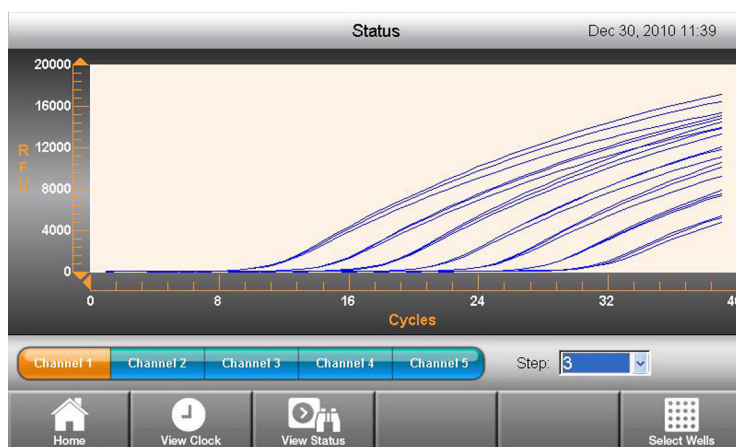 Status
Dec 30, 2010 11:39
20000
16000
12000
8000
4000
0
RFU
0 8 16 24 32 40
Cycles
Channel 1 Channel 2 Channel 3 Channel 4 Channel 5 Step: 3
Home View Clock View Status Select Wells